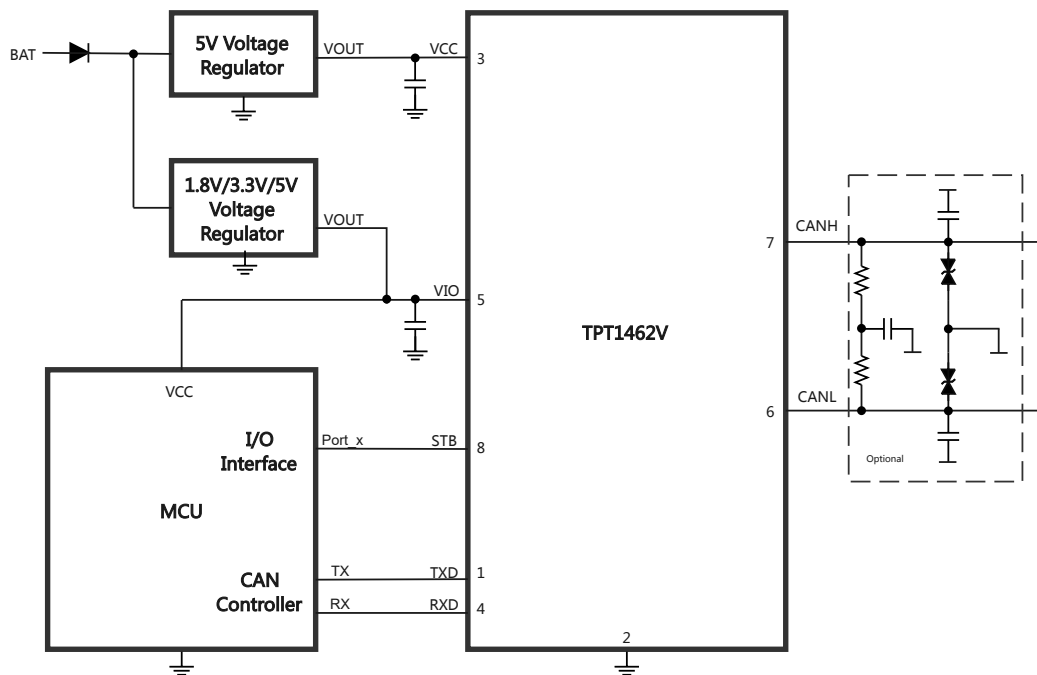 BAT
5V Voltage
Regulator
VOUT
VCC
3
1.8V/3.3V/5V
Voltage
Regulator
VOUT
VIO
5
TPT1462V
7
CANH
6
CANL
Optional
VCC
I/O
Interface
Port_x
STB
8
MCU
CAN
Controller
TX
TXD
1
RX
RXD
4
2